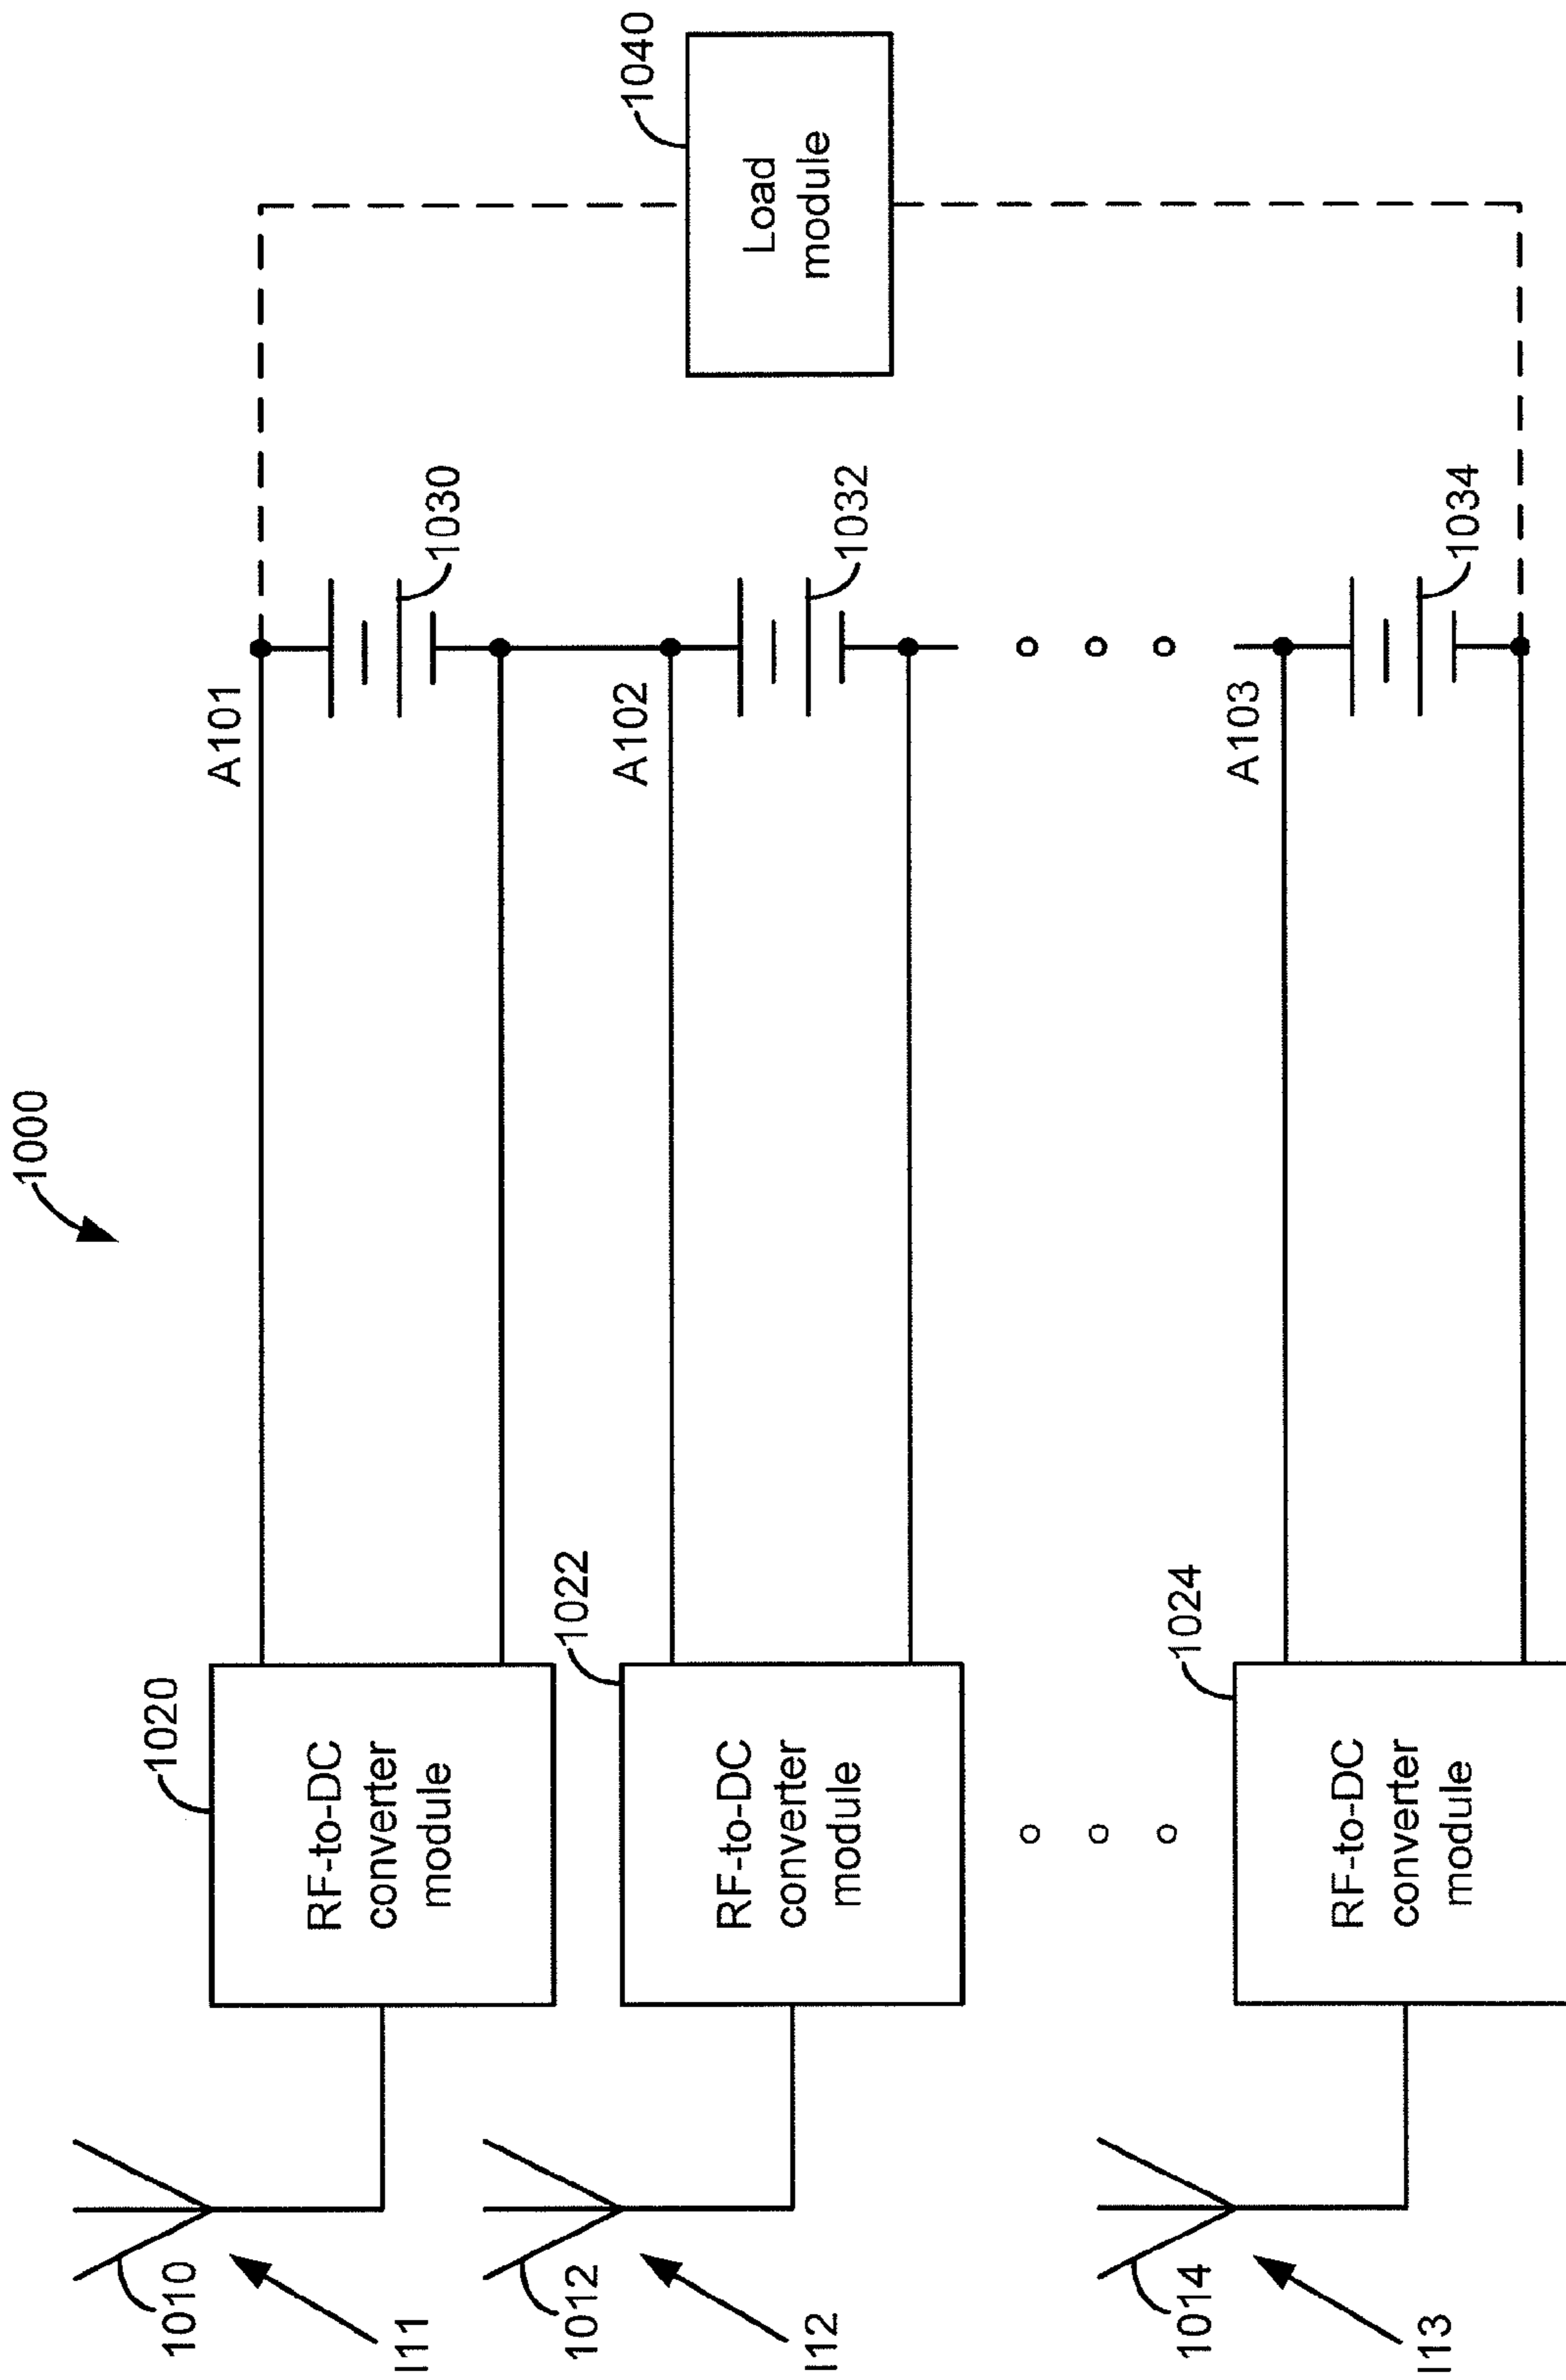 1000
1010
I11
RF-to-DC
converter
module
1020
A101
1030
1012
I12
RF-to-DC
converter
module
1022
A102
1032
Load
module
1040
1014
I13
RF-to-DC
converter
module
1024
A103
1034